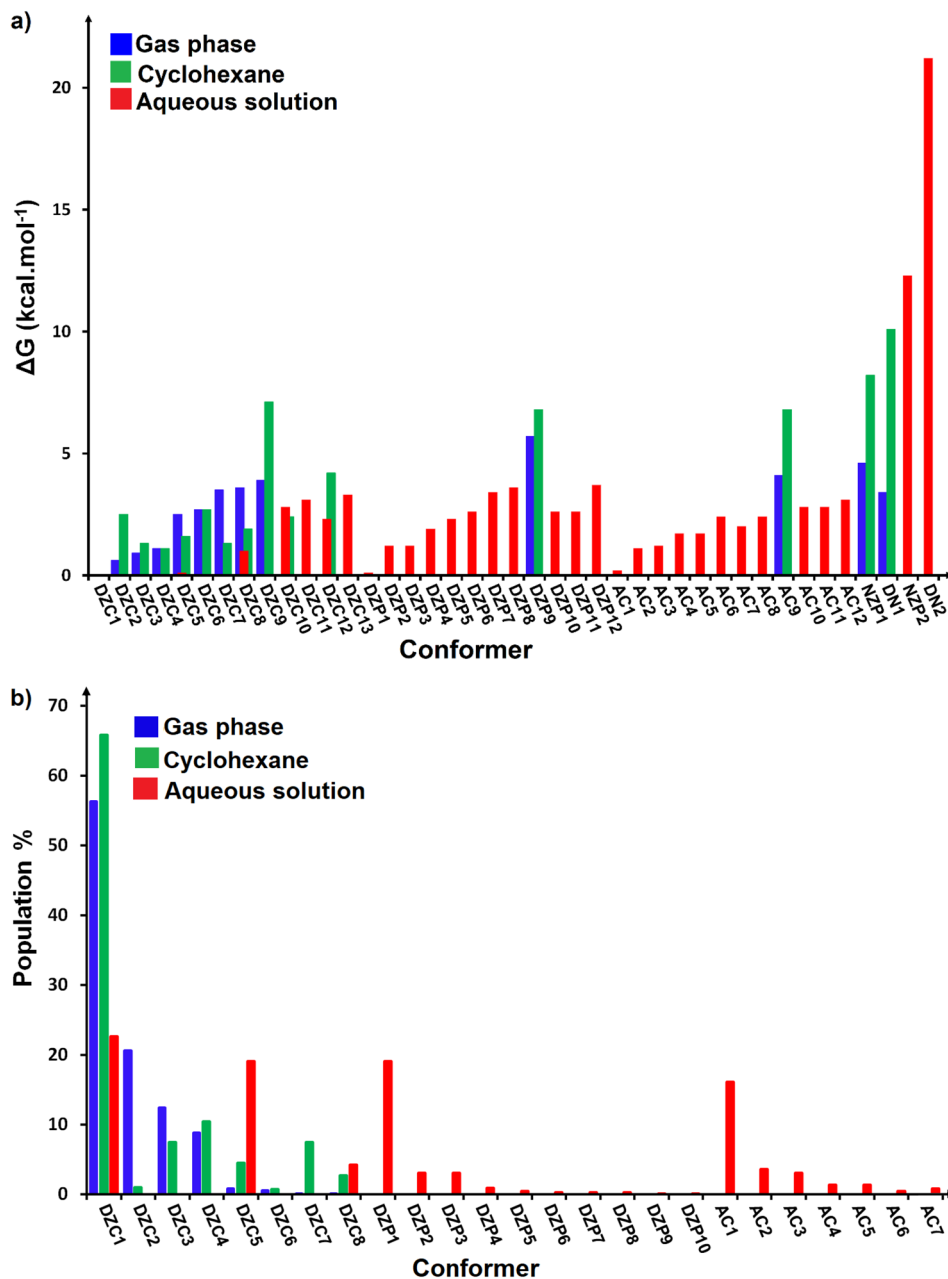 a)
Gas phase
Cyclohexane
Aqueous solution
ΔG (kcal.mol⁻¹)
20
15
10
5
0
DZC1
DZC2
DZC3
DZC4
DZC5
DZC6
DZC7
DZC8
DZC9
DZC10
DZC11
DZC12
DZC13
DZP1
DZP2
DZP3
DZP4
DZP5
DZP6
DZP7
DZP8
DZP9
DZP10
DZP11
DZP12
AC1
AC2
AC3
AC4
AC5
AC6
AC7
AC8
AC9
AC10
AC11
AC12
NZP1
DN1
NZP2
DN2
Conformer
b)
Gas phase
Cyclohexane
Aqueous solution
Population %
70
60
50
40
30
20
10
0
DZC1
DZC2
DZC3
DZC4
DZC5
DZC6
DZC7
DZC8
DZP1
DZP2
DZP3
DZP4
DZP5
DZP6
DZP7
DZP8
DZP9
DZP10
AC1
AC2
AC3
AC4
AC5
AC6
AC7
Conformer